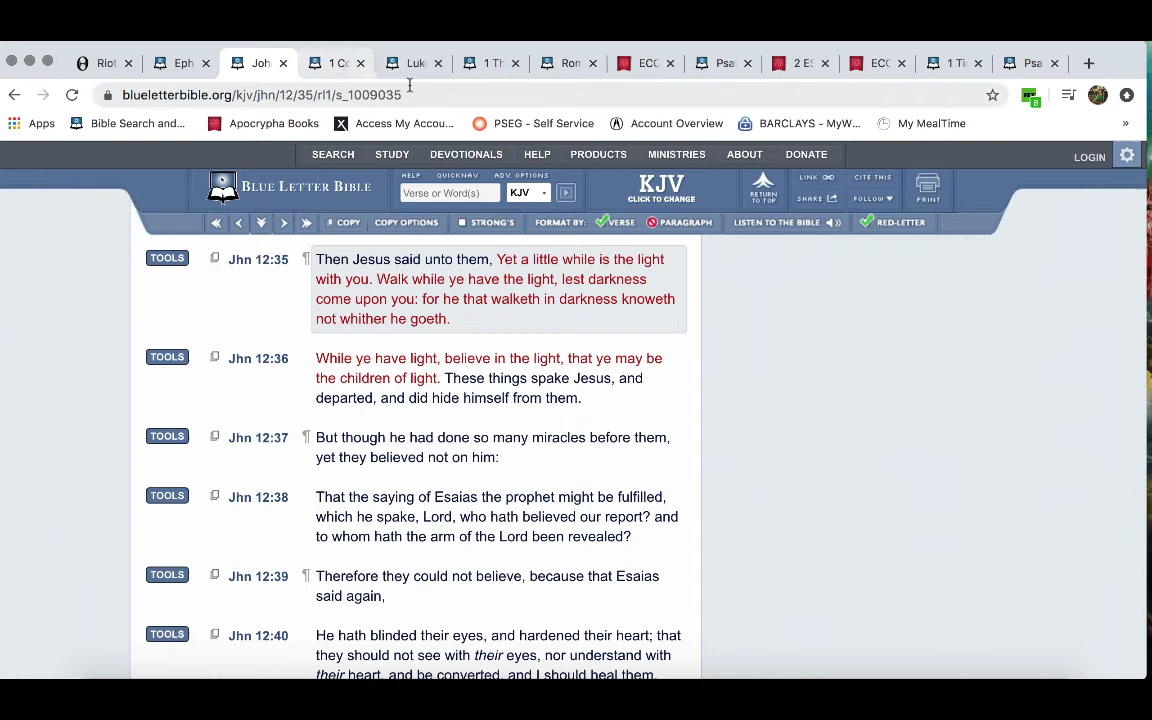 Riot
Eph
Joh
1 Co
Luk
1 Th
Rom
ECC
Psa
2 ES
ECC
1 Ti
Psa
blueletterbible.org/kjv/jhn/12/35/rl1/s_1009035
8
Apps
Bible Search and...
Apocrypha Books
Access My Accou...
PSEG - Self Service
Account Overview
BARCLAYS - MyW...
My MealTime
»
SEARCH STUDY DEVOTIONALS HELP PRODUCTS MINISTRIES ABOUT DONATE LOGIN
BLUE LETTER BIBLE
HELP QUICKNAV ADV. OPTIONS
Verse or Word(s) KJV
KJV
CLICK TO CHANGE
RETURN
TO TOP
LINK CITE THIS
SHARE FOLLOW
PRINT
COPY COPY OPTIONS STRONG'S FORMAT BY: VERSE PARAGRAPH LISTEN TO THE BIBLE RED-LETTER
TOOLS Jhn 12:35 ¶ Then Jesus said unto them, Yet a little while is the light
with you. Walk while ye have the light, lest darkness
come upon you: for he that walketh in darkness knoweth
not whither he goeth.
TOOLS Jhn 12:36 While ye have light, believe in the light, that ye may be
the children of light. These things spake Jesus, and
departed, and did hide himself from them.
TOOLS Jhn 12:37 ¶ But though he had done so many miracles before them,
yet they believed not on him:
TOOLS Jhn 12:38 That the saying of Esaias the prophet might be fulfilled,
which he spake, Lord, who hath believed our report? and
to whom hath the arm of the Lord been revealed?
TOOLS Jhn 12:39 ¶ Therefore they could not believe, because that Esaias
said again,
TOOLS Jhn 12:40 He hath blinded their eyes, and hardened their heart; that
they should not see with their eyes, nor understand with
their heart, and be converted, and I should heal them.